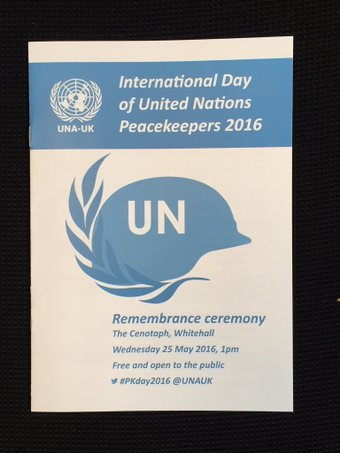 International Day
of United Nations
Peacekeepers 2016
UNA-UK
UN
Remembrance ceremony
The Cenotaph, Whitehall
Wednesday 25 May 2016, 1pm
Free and open to the public
#PKday2016 @UNAUK